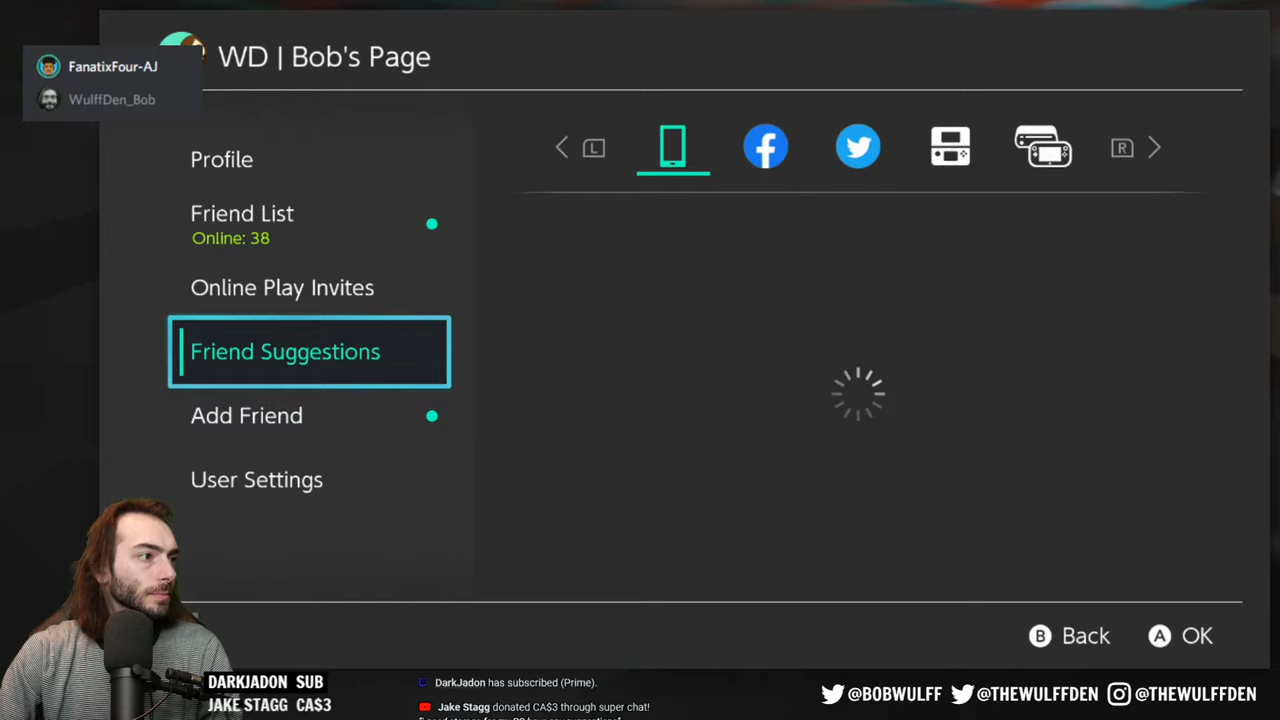 WD | Bob's Page
FanatixFour-AJ
WulffDen_Bob
Profile
Friend List
Online: 38
Online Play Invites
Friend Suggestions
Add Friend
User Settings
L
R
B Back
A OK
DARKJADON SUB
JAKE STAGG CA$3
DarkJadon has subscribed (Prime).
Jake Stagg donated CA$3 through super chat!
@BOBWULFF @THEWULFFDEN @THEWULFFDEN